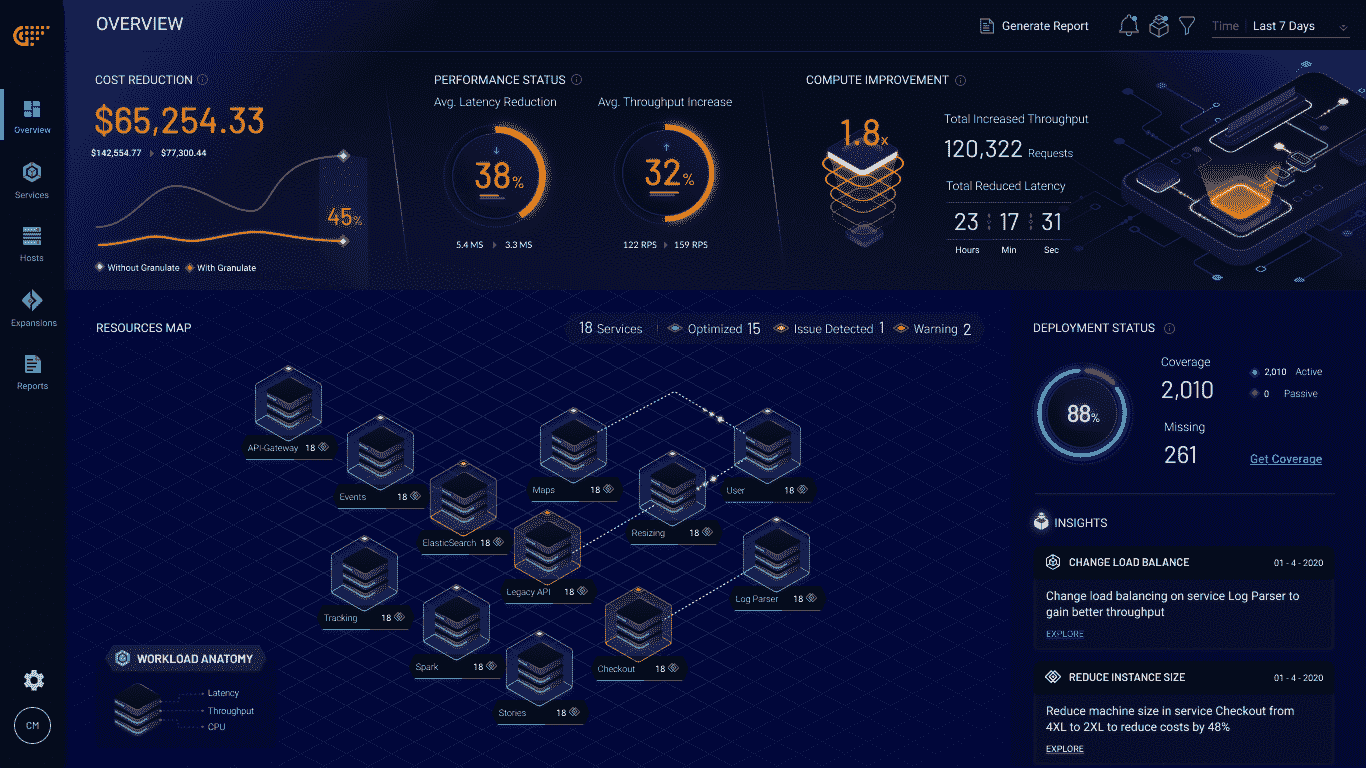 OVERVIEW
Generate Report
Time
Last 7 Days
Overview
Services
Hosts
Expansions
Reports
CM
COST REDUCTION
$65,254.33
$142,554.77 $77,300.44
45%
Without Granulate With Granulate
PERFORMANCE STATUS
Avg. Latency Reduction
38%
5.4 MS 3.3 MS
Avg. Throughput Increase
32%
122 RPS 159 RPS
COMPUTE IMPROVEMENT
1.8x
Total Increased Throughput
120,322 Requests
Total Reduced Latency
23 : 17 : 31
Hours Min Sec
RESOURCES MAP
18 Services Optimized 15 Issue Detected 1 Warning 2
API-Gateway 18
Events 18
ElasticSearch 18
Maps 18
User 18
Resizing 18
Legacy API 18
Log Parser 18
Tracking 18
Spark 18
Checkout 18
Stories 18
WORKLOAD ANATOMY
Latency
Throughput
CPU
DEPLOYMENT STATUS
88%
Coverage
2,010
2,010 Active
0 Passive
Missing
261
Get Coverage
INSIGHTS
CHANGE LOAD BALANCE 01 - 4 - 2020
Change load balancing on service Log Parser to
gain better throughput
EXPLORE
REDUCE INSTANCE SIZE 01 - 4 - 2020
Reduce machine size in service Checkout from
4XL to 2XL to reduce costs by 48%
EXPLORE